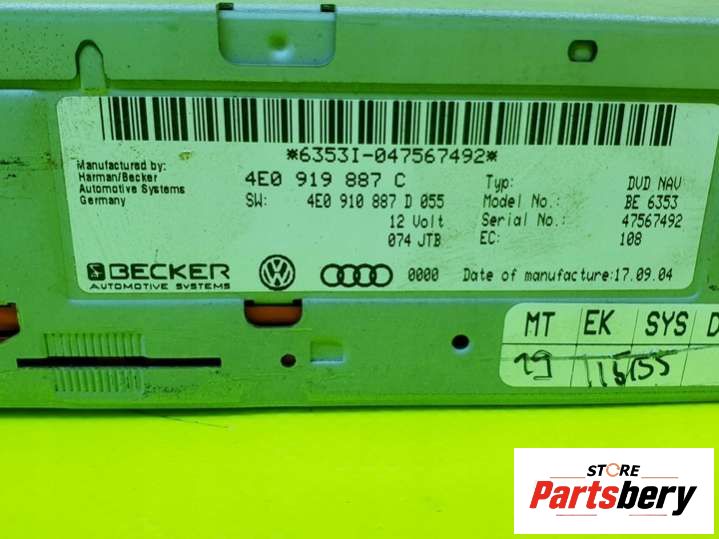 *6353I-047567492*
Manufactured by:
Harman/Becker
Automotive Systems
Germany
4E0 919 887 C
SW: 4E0 910 887 D 055
12 Volt
074 JTB
Typ: DVD NAV
Model No.: BE 6353
Serial No.: 47567492
EC: 108
BECKER
AUTOMOTIVE SYSTEMS
0000 Date of manufacture:17.09.04
MT EK SYS D
19
STORE
Partsbery